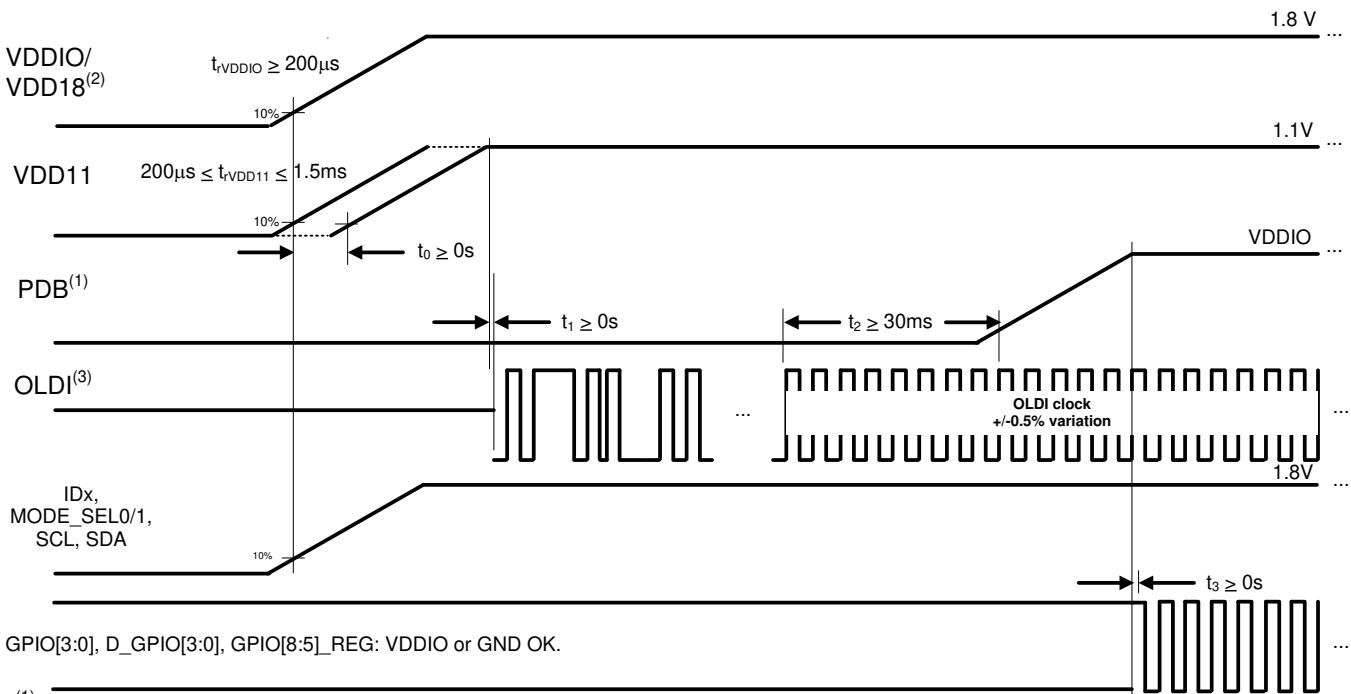 1.8 V
...
VDDIO/
VDD18(2)
trVDDIO ≥ 200µs
10%
1.1V
...
VDD11
200µs ≤ trVDD11 ≤ 1.5ms
10%
t0 ≥ 0s
VDDIO
...
PDB(1)
t1 ≥ 0s
t2 ≥ 30ms
OLDI(3)
...
OLDI clock
+/-0.5% variation
...
1.8V
...
IDx,
MODE_SEL0/1,
SCL, SDA
10%
t3 ≥ 0s
GPIO[3:0], D_GPIO[3:0], GPIO[8:5]_REG: VDDIO or GND OK.
...
(1)